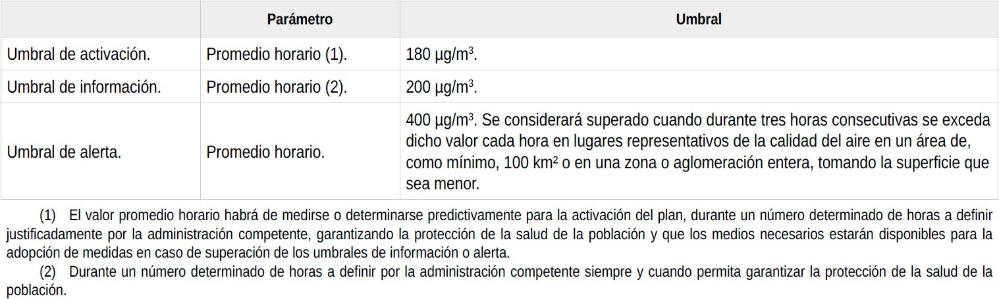 Parámetro Umbral
Umbral de activación. Promedio horario (1). 180 µg/m³.
Umbral de información. Promedio horario (2). 200 µg/m³.
Umbral de alerta. Promedio horario. 400 µg/m³. Se considerará superado cuando durante tres horas consecutivas se exceda
dicho valor cada hora en lugares representativos de la calidad del aire en un área de,
como mínimo, 100 km² o en una zona o aglomeración entera, tomando la superficie que
sea menor.
(1) El valor promedio horario habrá de medirse o determinarse predictivamente para la activación del plan, durante un número determinado de horas a definir
justificadamente por la administración competente, garantizando la protección de la salud de la población y que los medios necesarios estarán disponibles para la
adopción de medidas en caso de superación de los umbrales de información o alerta.
(2) Durante un número determinado de horas a definir por la administración competente siempre y cuando permita garantizar la protección de la salud de la
población.